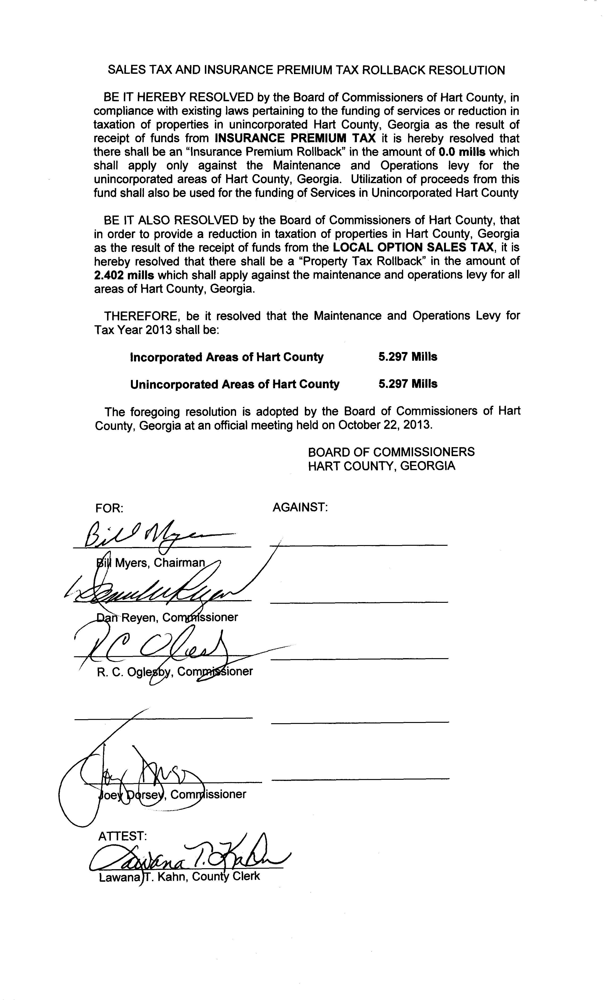 SALES TAX AND INSURANCE PREMIUM TAX ROLLBACK RESOLUTION
BE IT HEREBY RESOLVED by the Board of Commissioners of Hart County, in
compliance with existing laws pertaining to the funding of services or reduction in
taxation of properties in unincorporated Hart County, Georgia as the result of
receipt of funds from INSURANCE PREMIUM TAX it is hereby resolved that
there shall be an “Insurance Premium Rollback” in the amount of 0.0 mills which
shall apply only against the Maintenance and Operations levy for the
unincorporated areas of Hart County, Georgia. Utilization of proceeds from this
fund shall also be used for the funding of Services in Unincorporated Hart County
BE IT ALSO RESOLVED by the Board of Commissioners of Hart County, that
in order to provide a reduction in taxation of properties in Hart County, Georgia
as the result of the receipt of funds from the LOCAL OPTION SALES TAX, it is
hereby resolved that there shall be a “Property Tax Rollback” in the amount of
2.402 mills which shall apply against the maintenance and operations levy for all
areas of Hart County, Georgia.
THEREFORE, be it resolved that the Maintenance and Operations Levy for
Tax Year 2013 shall be:
Incorporated Areas of Hart County 5.297 Mills
Unincorporated Areas of Hart County 5.297 Mills
The foregoing resolution is adopted by the Board of Commissioners of Hart
County, Georgia at an official meeting held on October 22, 2013.
BOARD OF COMMISSIONERS
HART COUNTY, GEORGIA
FOR: AGAINST:
Bill Myers
Bill Myers, Chairman
Dan Reyen, Commissioner
R C Oglesby
R. C. Oglesby, Commissioner
Joey Dorsey
Joey Dorsey, Commissioner
ATTEST:
Lawana T. Kahn
Lawana T. Kahn, County Clerk